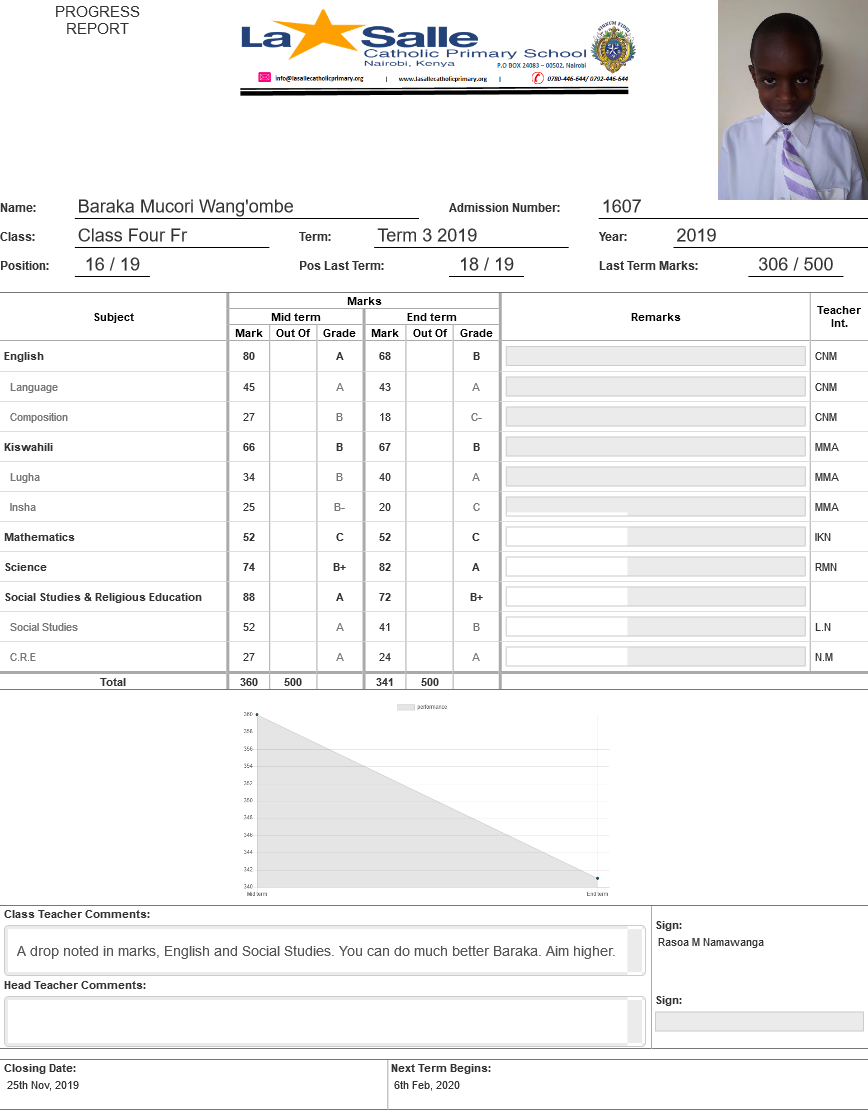 PROGRESS
REPORT
La Salle
Catholic Primary School
Nairobi, Kenya
P.O BOX 24083 – 00502, Nairobi
info@lasallecatholicprimary.org | www.lasallecatholicprimary.org | 0780-446-644/ 0792-446-644
Name: Baraka Mucori Wang'ombe Admission Number: 1607
Class: Class Four Fr Term: Term 3 2019 Year: 2019
Position: 16 / 19 Pos Last Term: 18 / 19 Last Term Marks: 306 / 500
Subject Marks Remarks Teacher Int.
Mid term End term
Mark Out Of Grade Mark Out Of Grade
English 80 A 68 B CNM
Language 45 A 43 A CNM
Composition 27 B 18 C- CNM
Kiswahili 66 B 67 B MMA
Lugha 34 B 40 A MMA
Insha 25 B- 20 C MMA
Mathematics 52 C 52 C IKN
Science 74 B+ 82 A RMN
Social Studies & Religious Education 88 A 72 B+
Social Studies 52 A 41 B L.N
C.R.E 27 A 24 A N.M
Total 360 500 341 500
performance
360
358
356
354
352
350
348
346
344
342
340
Mid term End term
Class Teacher Comments:
A drop noted in marks, English and Social Studies. You can do much better Baraka. Aim higher.
Sign:
Rasoa M Namawanga
Head Teacher Comments:
Sign:
Closing Date: Next Term Begins:
25th Nov, 2019 6th Feb, 2020